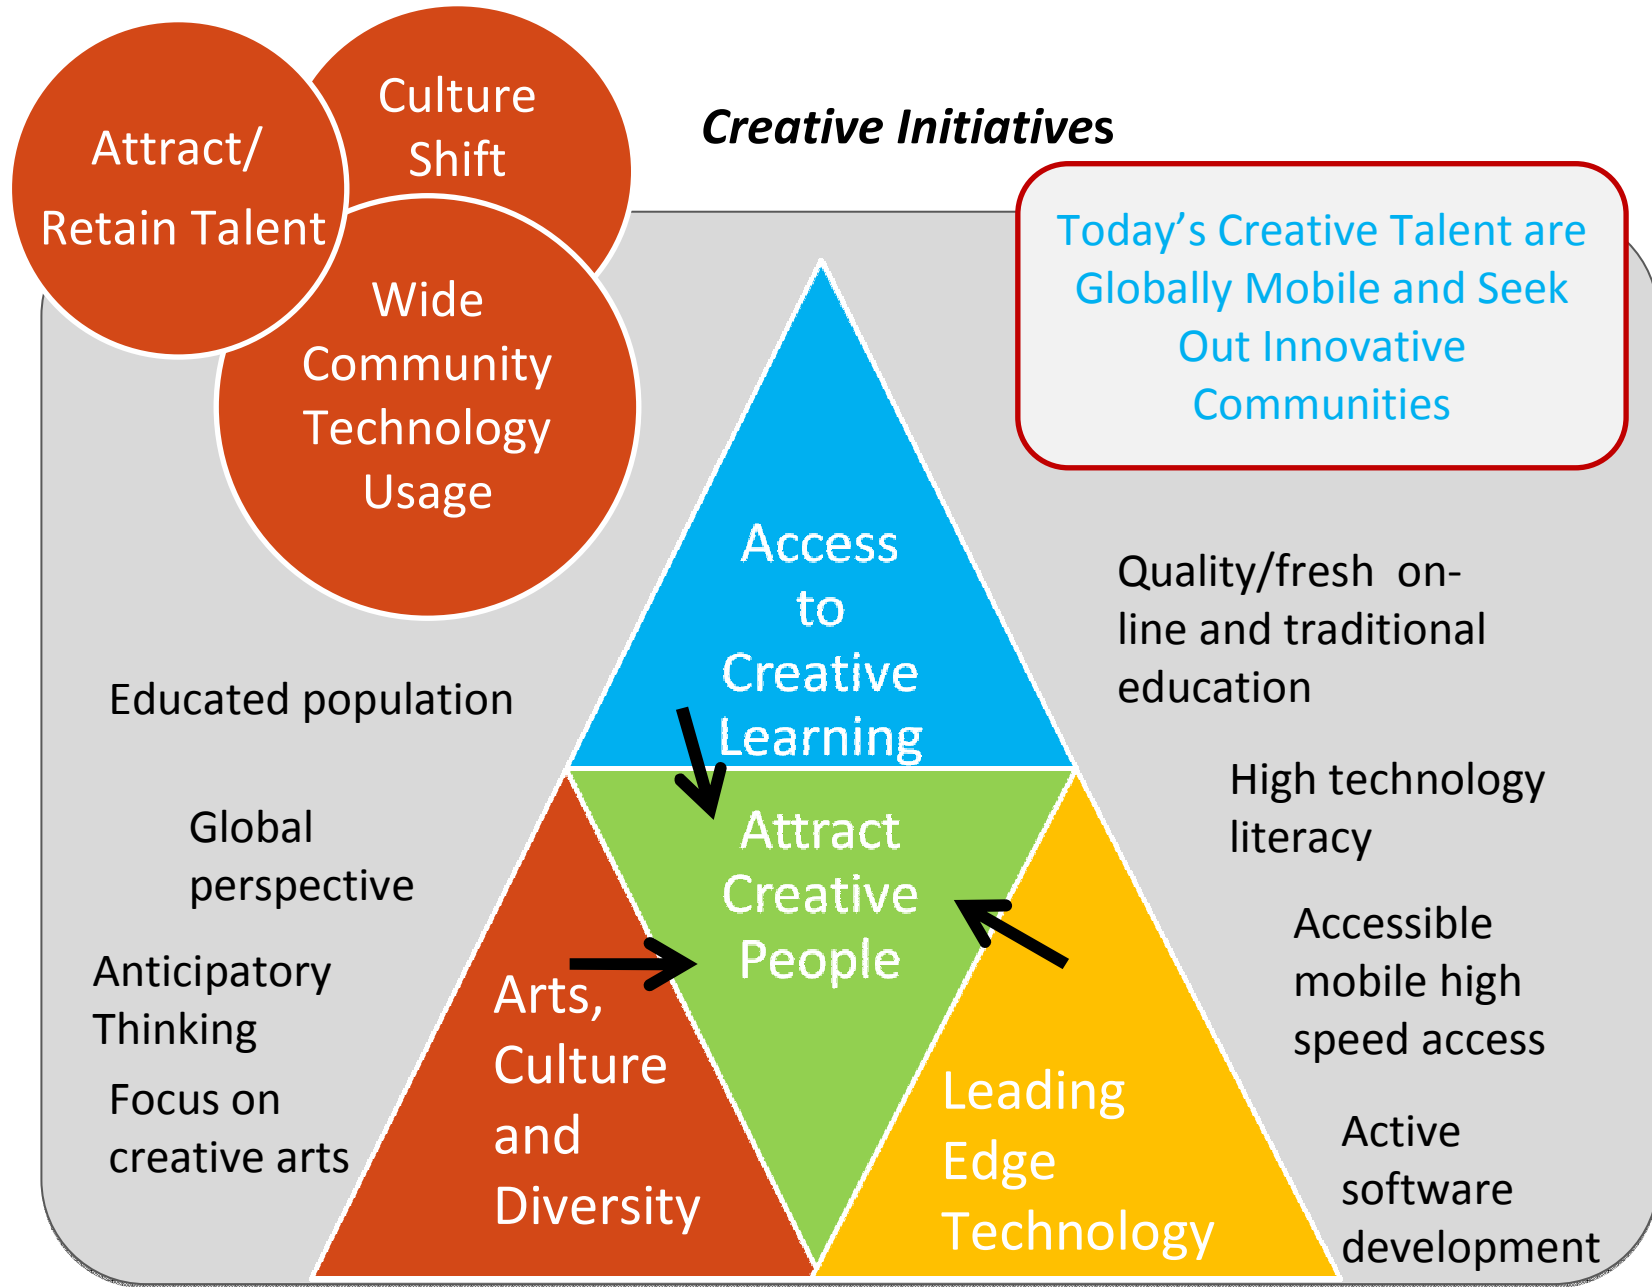 Creative Initiatives
Attract/
Retain Talent
Culture
Shift
Wide
Community
Technology
Usage
Today’s Creative Talent are
Globally Mobile and Seek
Out Innovative
Communities
Access
to
Creative
Learning
Attract
Creative
People
Arts,
Culture
and
Diversity
Leading
Edge
Technology
Educated population
Global
perspective
Anticipatory
Thinking
Focus on
creative arts
Quality/fresh  on-
line and traditional
education
High technology
literacy
Accessible
mobile high
speed access
Active
software
development